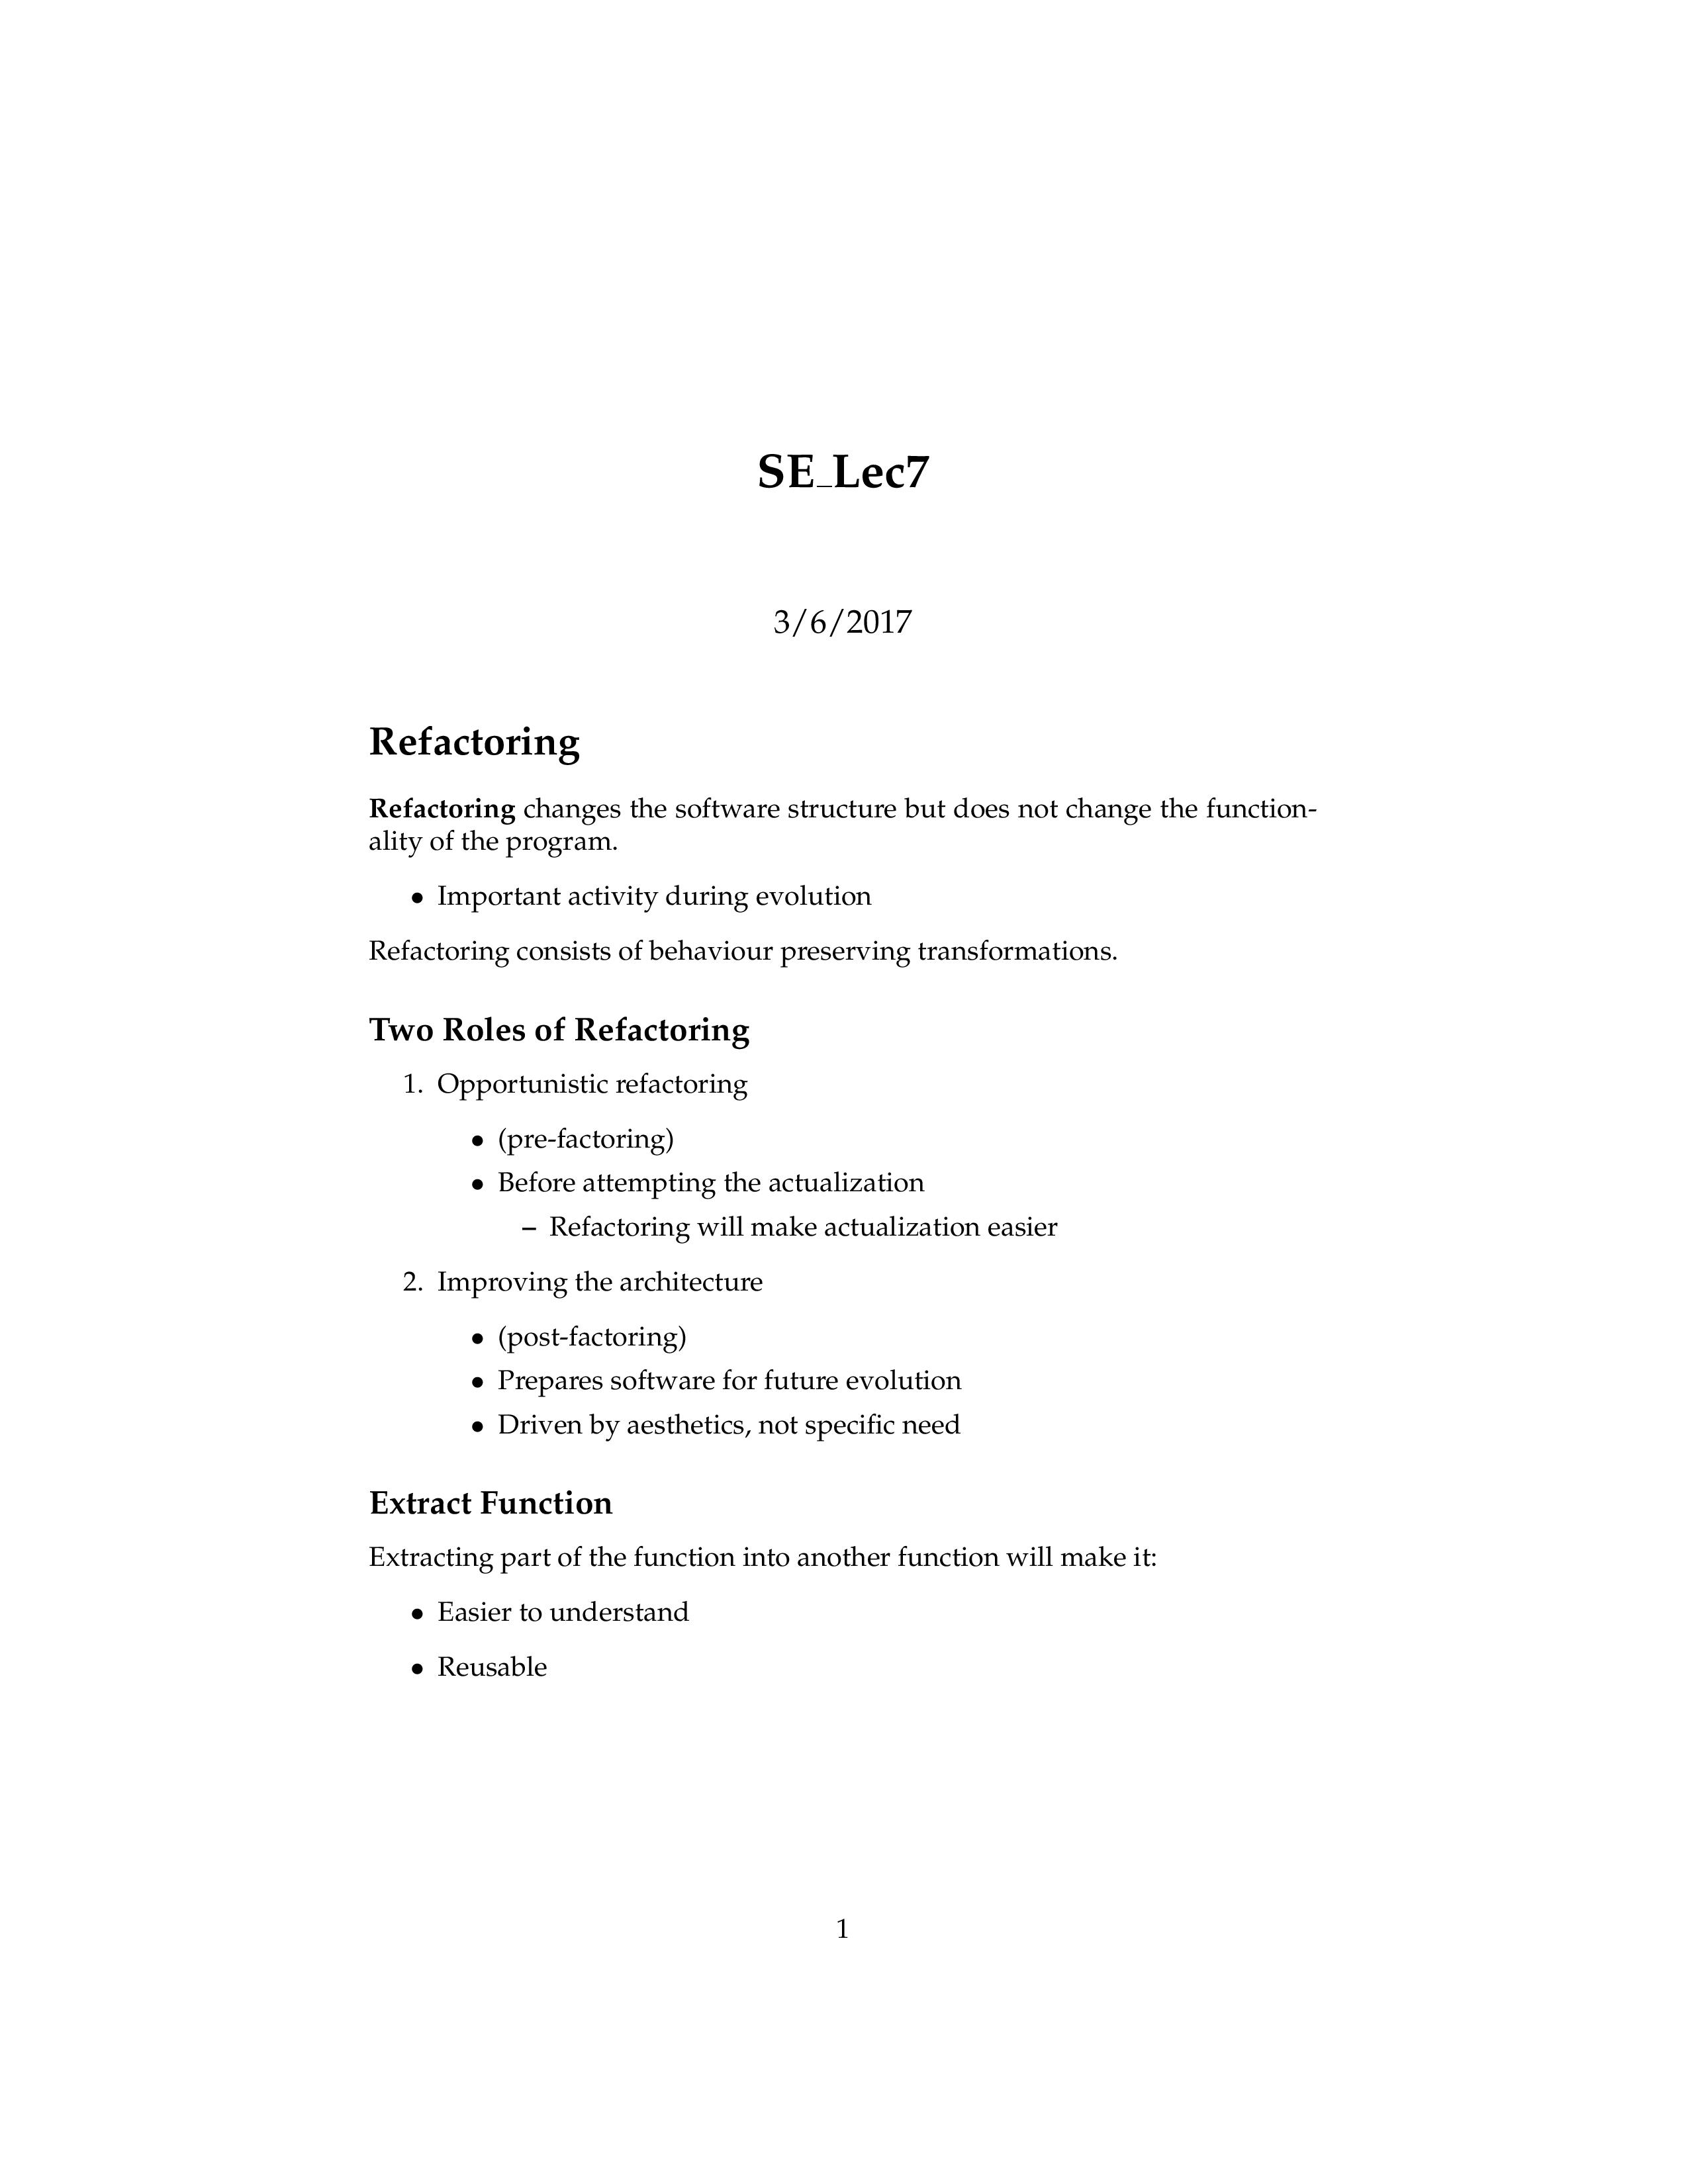 SE_Lec7
3/6/2017
Refactoring
Refactoring changes the software structure but does not change the function-
ality of the program.
• Important activity during evolution
Refactoring consists of behaviour preserving transformations.
Two Roles of Refactoring
1. Opportunistic refactoring
• (pre-factoring)
• Before attempting the actualization
– Refactoring will make actualization easier
2. Improving the architecture
• (post-factoring)
• Prepares software for future evolution
• Driven by aesthetics, not specific need
Extract Function
Extracting part of the function into another function will make it:
• Easier to understand
• Reusable
1